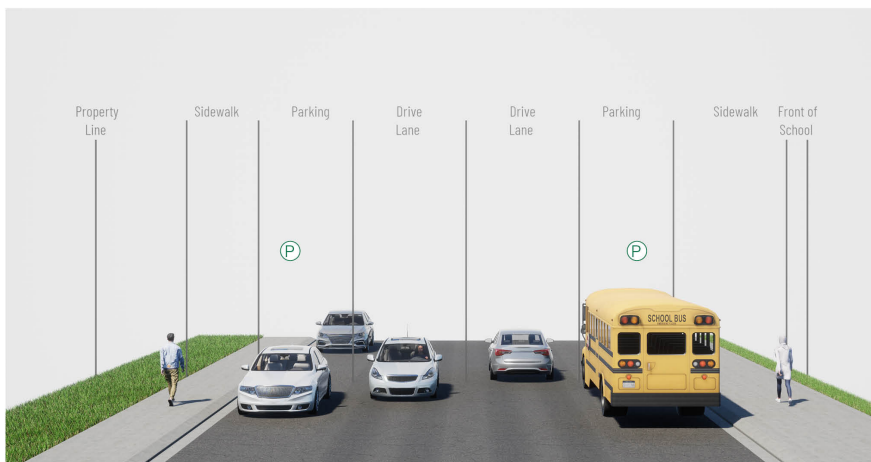 Property
Line
Sidewalk
Parking
Drive
Lane
Drive
Lane
Parking
Sidewalk
Front of
School
P
P
SCHOOL BUS